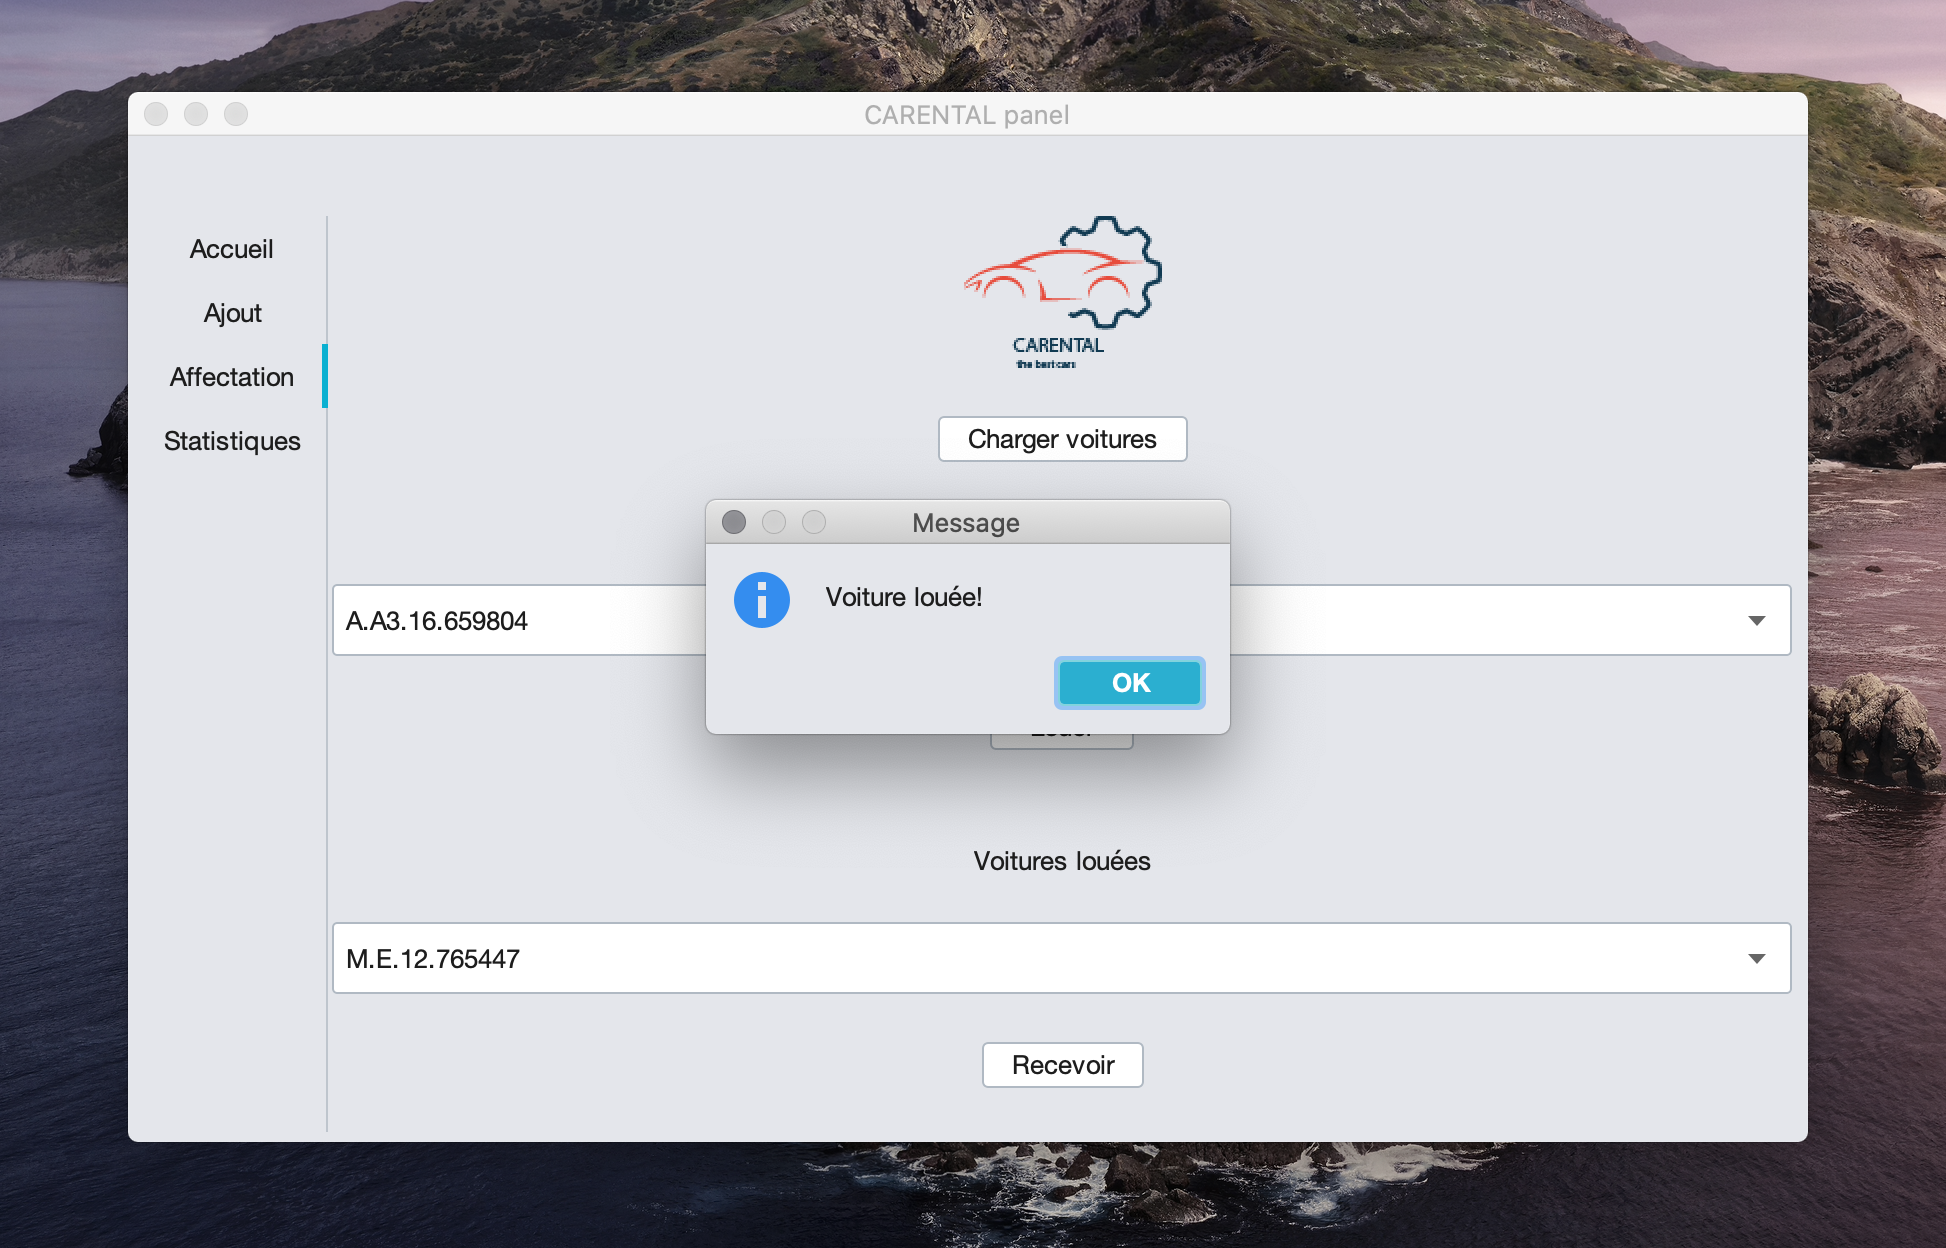 CARENTAL panel
Accueil
Ajout
Affectation
Statistiques
CARENTAL
the best cars
Charger voitures
Message
Voiture louée!
OK
A.A3.16.659804
Voitures louées
M.E.12.765447
Recevoir